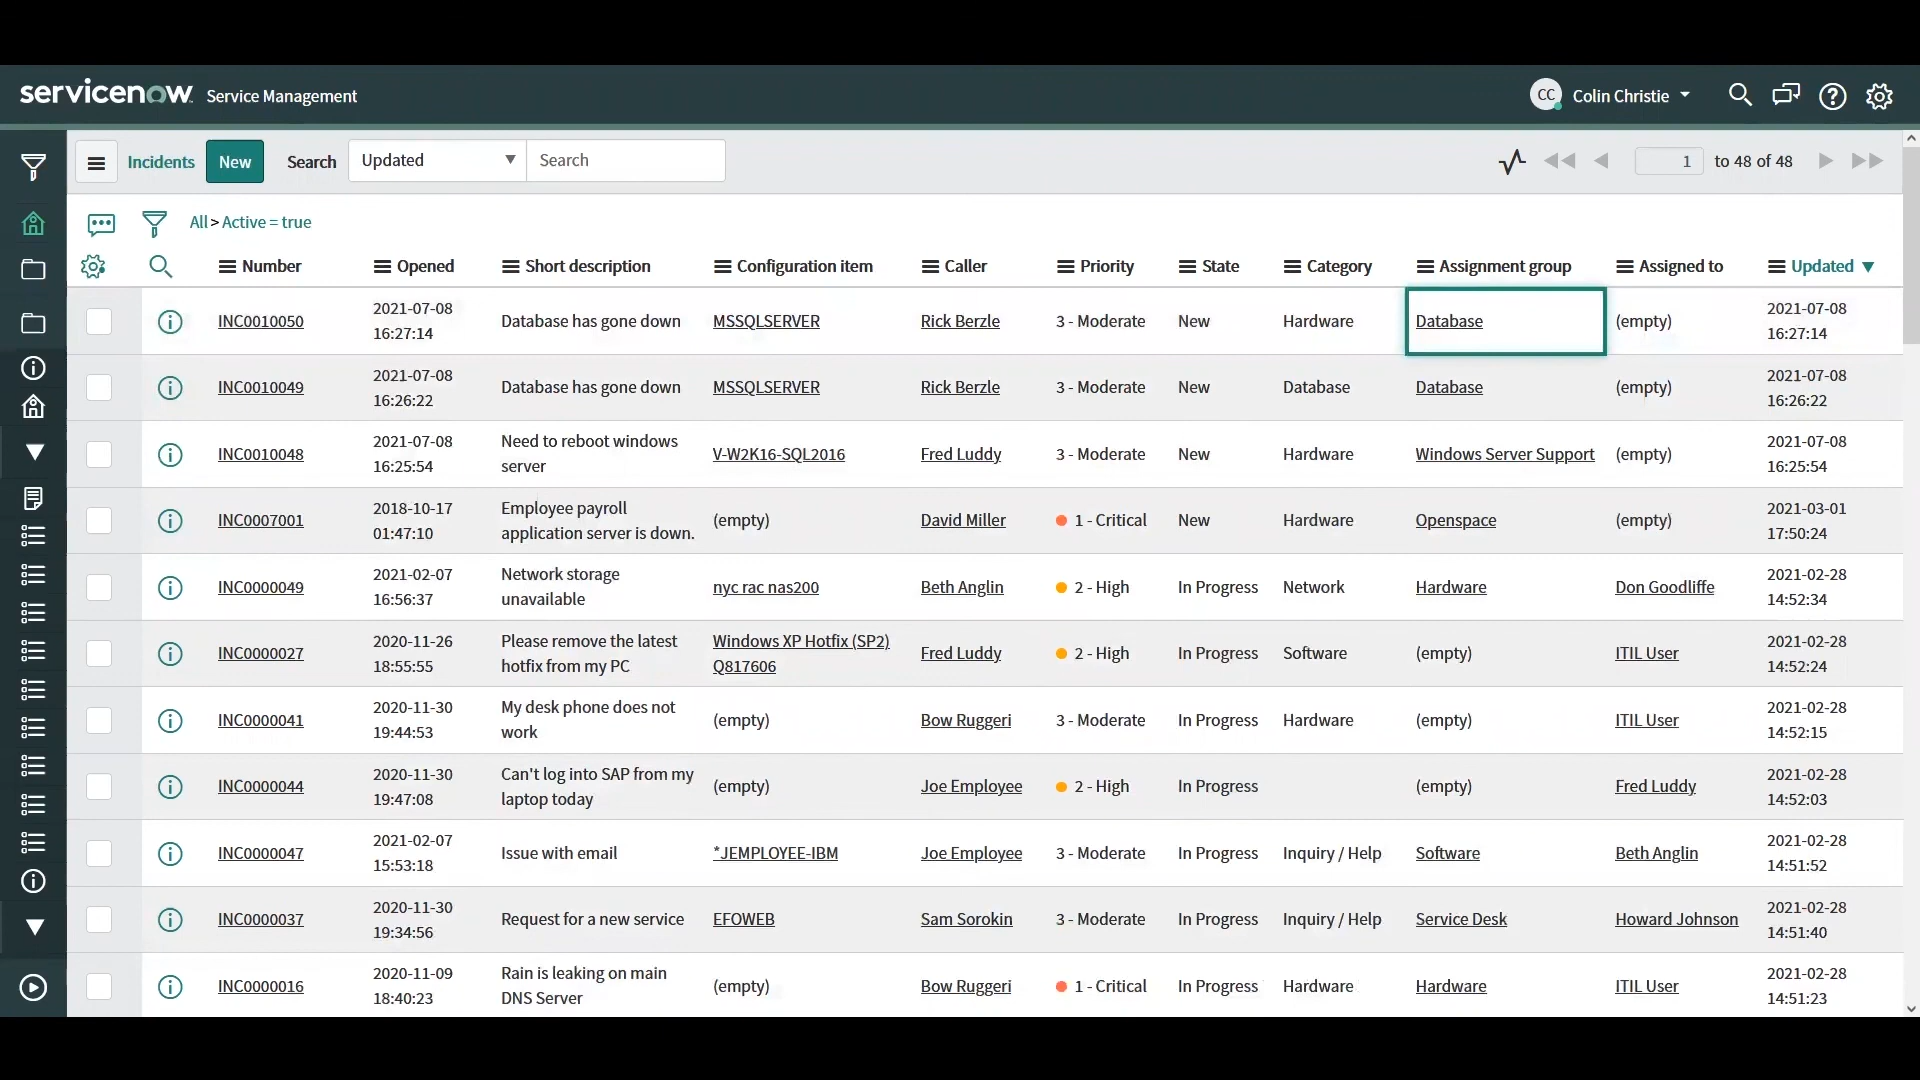 servicenow Service Management
CC Colin Christie
Incidents New Search Updated Search 1 to 48 of 48
All > Active = true
Number Opened Short description Configuration item Caller Priority State Category Assignment group Assigned to Updated
INC0010050 2021-07-08 16:27:14 Database has gone down MSSQLSERVER Rick Berzle 3 - Moderate New Hardware Database (empty) 2021-07-08 16:27:14
INC0010049 2021-07-08 16:26:22 Database has gone down MSSQLSERVER Rick Berzle 3 - Moderate New Database Database (empty) 2021-07-08 16:26:22
INC0010048 2021-07-08 16:25:54 Need to reboot windows server V-W2K16-SQL2016 Fred Luddy 3 - Moderate New Hardware Windows Server Support (empty) 2021-07-08 16:25:54
INC0007001 2018-10-17 01:47:10 Employee payroll application server is down. (empty) David Miller 1 - Critical New Hardware Openspace (empty) 2021-03-01 17:50:24
INC0000049 2021-02-07 16:56:37 Network storage unavailable nyc rac nas200 Beth Anglin 2 - High In Progress Network Hardware Don Goodliffe 2021-02-28 14:52:34
INC0000027 2020-11-26 18:55:55 Please remove the latest hotfix from my PC Windows XP Hotfix (SP2) Q817606 Fred Luddy 2 - High In Progress Software (empty) ITIL User 2021-02-28 14:52:24
INC0000041 2020-11-30 19:44:53 My desk phone does not work (empty) Bow Ruggeri 3 - Moderate In Progress Hardware (empty) ITIL User 2021-02-28 14:52:15
INC0000044 2020-11-30 19:47:08 Can't log into SAP from my laptop today (empty) Joe Employee 2 - High In Progress (empty) Fred Luddy 2021-02-28 14:52:03
INC0000047 2021-02-07 15:53:18 Issue with email *JEMPLOYEE-IBM Joe Employee 3 - Moderate In Progress Inquiry / Help Software Beth Anglin 2021-02-28 14:51:52
INC0000037 2020-11-30 19:34:56 Request for a new service EFOWEB Sam Sorokin 3 - Moderate In Progress Inquiry / Help Service Desk Howard Johnson 2021-02-28 14:51:40
INC0000016 2020-11-09 18:40:23 Rain is leaking on main DNS Server (empty) Bow Ruggeri 1 - Critical In Progress Hardware Hardware ITIL User 2021-02-28 14:51:23